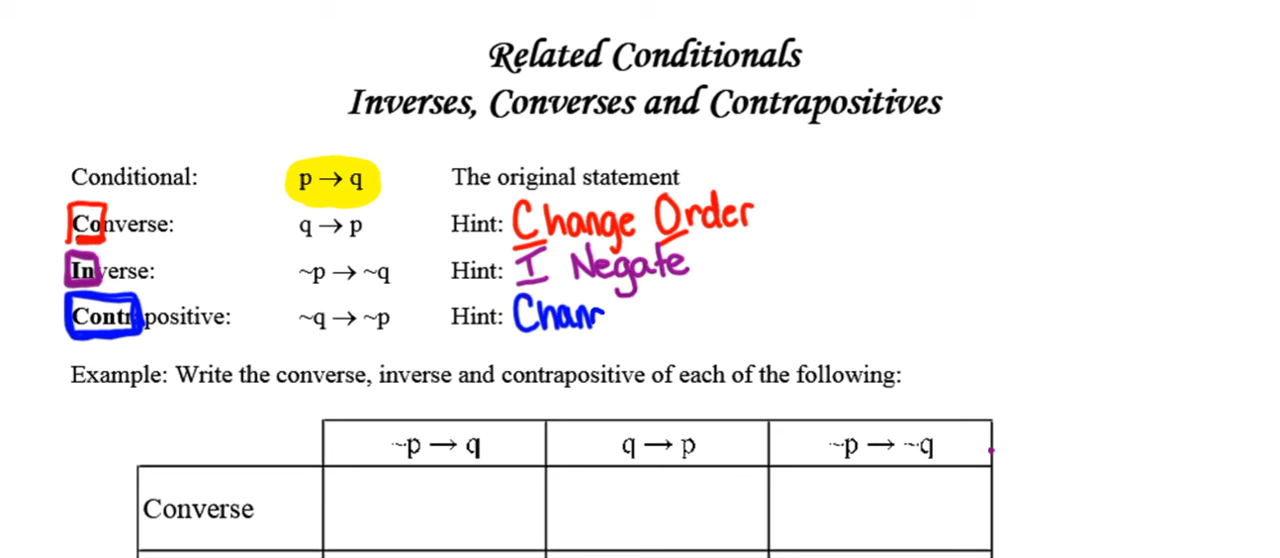 Related Conditionals
Inverses, Converses and Contrapositives
Conditional: p → q The original statement
Converse: q → p Hint: Change Order
Inverse: ~p → ~q Hint: I Negate
Contrapositive: ~q → ~p Hint:
Example: Write the converse, inverse and contrapositive of each of the following:
~p → q q → p ~p → ~q
Converse